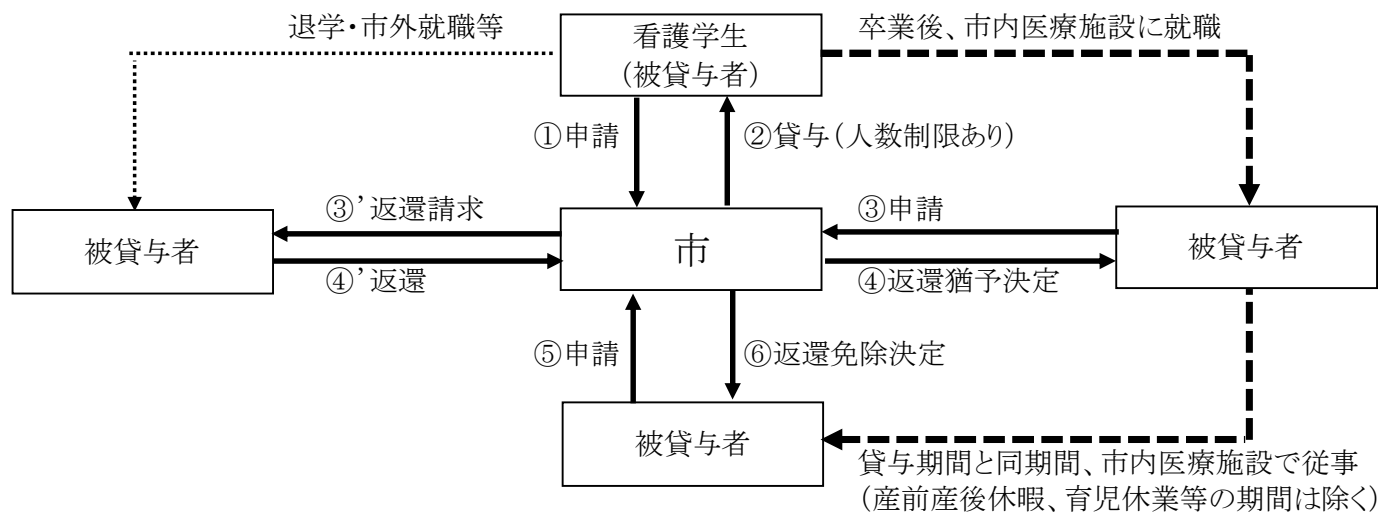 退学・市外就職等
看護学生
（被貸与者）
卒業後、市内医療施設に就職
①申請
②貸与（人数制限あり）
③’返還請求
③申請
被貸与者
市
被貸与者
④’返還
④返還猶予決定
⑤申請
⑥返還免除決定
被貸与者
貸与期間と同期間、市内医療施設で従事
（産前産後休暇、育児休業等の期間は除く）